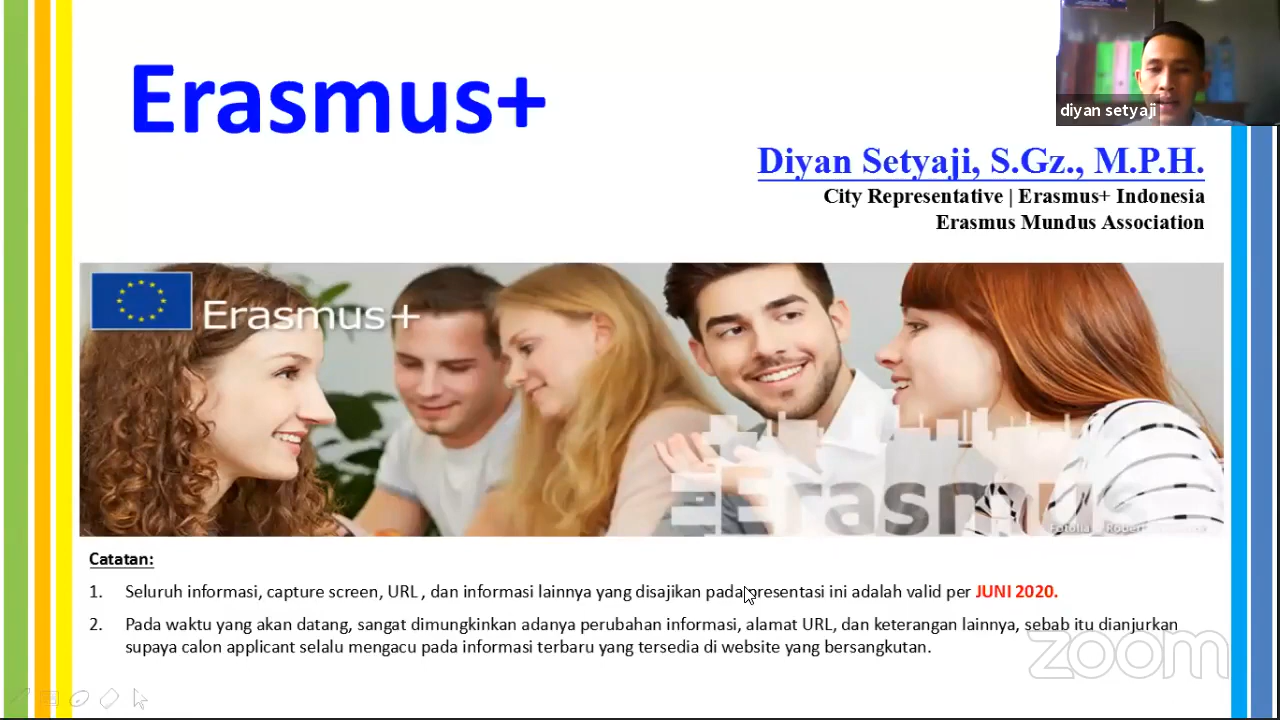 Erasmus+
diyan setyaji
Diyan Setyaji, S.Gz., M.P.H.
City Representative | Erasmus+ Indonesia
Erasmus Mundus Association
Erasmus+
Erasmu
Fotolia
Robert
Catatan:
1. Seluruh informasi, capture screen, URL , dan informasi lainnya yang disajikan pada presentasi ini adalah valid per JUNI 2020.
2. Pada waktu yang akan datang, sangat dimungkinkan adanya perubahan informasi, alamat URL, dan keterangan lainnya, sebab itu dianjurkan
supaya calon applicant selalu mengacu pada informasi terbaru yang tersedia di website yang bersangkutan.
zoom